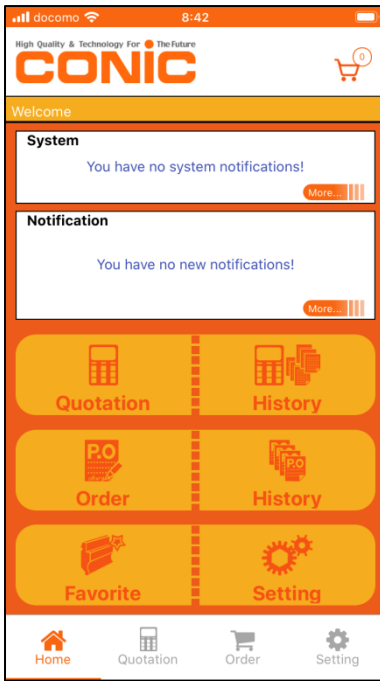 docomo 8:42
High Quality & Technology For The Future
CONIC
0
Welcome
System
You have no system notifications!
More...
Notification
You have no new notifications!
More...
Quotation History
P.O P.O
Order History
Favorite Setting
Home Quotation Order Setting